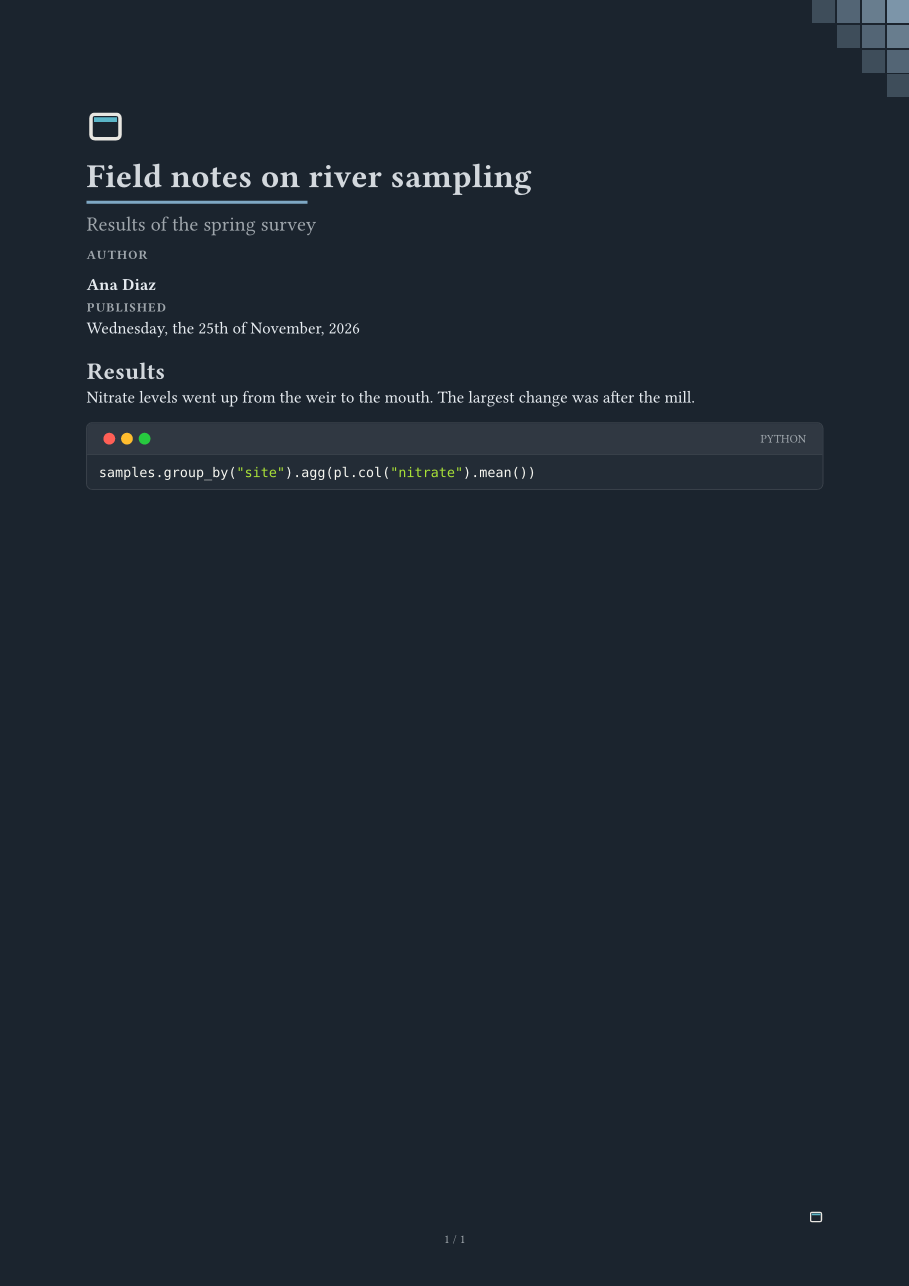 Field notes on river sampling
Results of the spring survey
AUTHOR
Ana Diaz
PUBLISHED
Wednesday, the 25th of November, 2026
Results
Nitrate levels went up from the weir to the mouth. The largest change was after the mill.
PYTHON
samples.group_by("site").agg(pl.col("nitrate").mean())
1 / 1